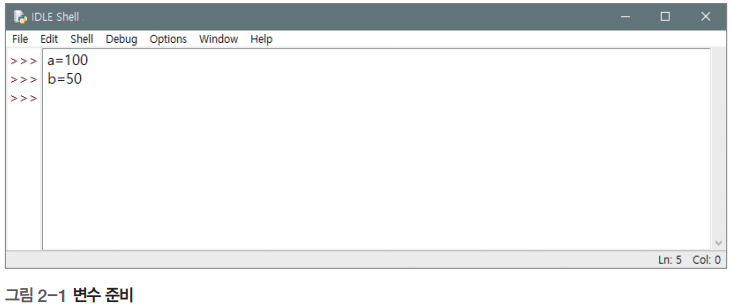 IDLE Shell
File Edit Shell Debug Options Window Help
>>> a=100
>>> b=50
>>>
Ln: 5 Col: 0
그림 2-1 변수 준비